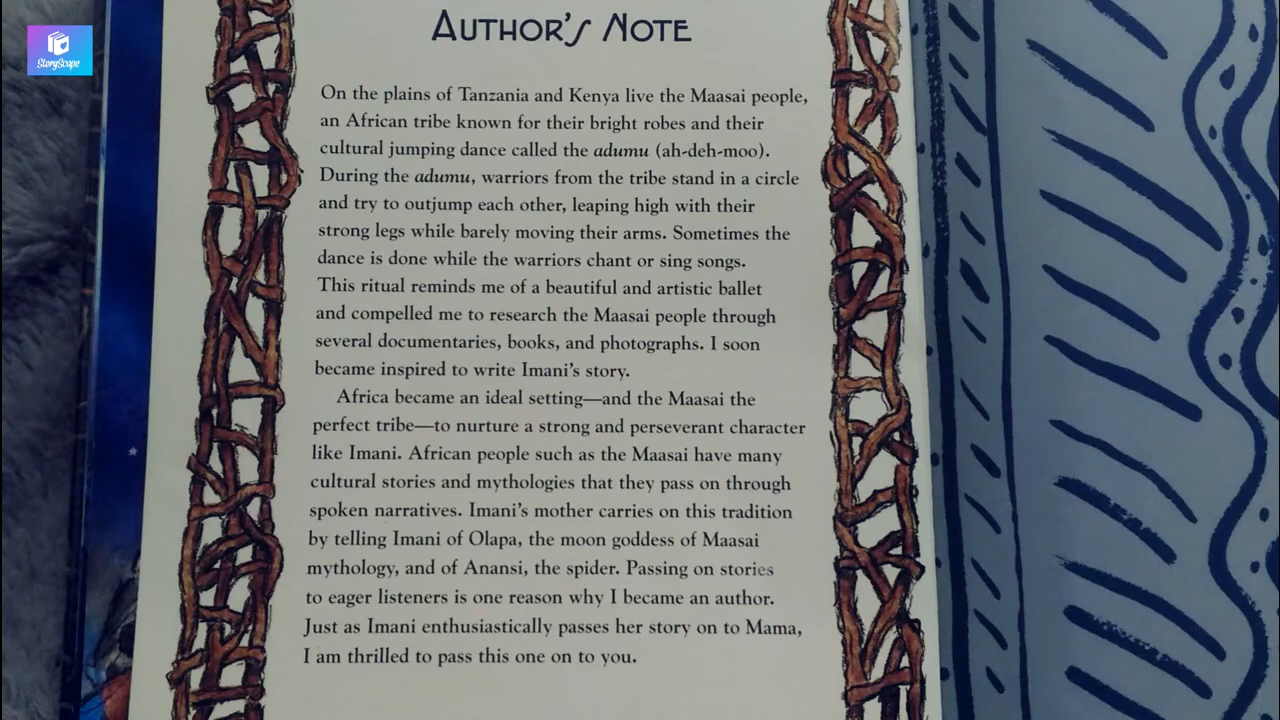 StoryScape
AUTHOR'S NOTE
On the plains of Tanzania and Kenya live the Maasai people,
an African tribe known for their bright robes and their
cultural jumping dance called the adumu (ah-deh-moo).
During the adumu, warriors from the tribe stand in a circle
and try to outjump each other, leaping high with their
strong legs while barely moving their arms. Sometimes the
dance is done while the warriors chant or sing songs.
This ritual reminds me of a beautiful and artistic ballet
and compelled me to research the Maasai people through
several documentaries, books, and photographs. I soon
became inspired to write Imani's story.
Africa became an ideal setting—and the Maasai the
perfect tribe—to nurture a strong and perseverant character
like Imani. African people such as the Maasai have many
cultural stories and mythologies that they pass on through
spoken narratives. Imani's mother carries on this tradition
by telling Imani of Olapa, the moon goddess of Maasai
mythology, and of Anansi, the spider. Passing on stories
to eager listeners is one reason why I became an author.
Just as Imani enthusiastically passes her story on to Mama,
I am thrilled to pass this one on to you.